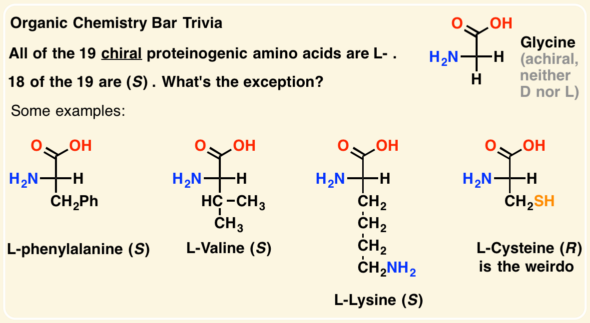 Organic Chemistry Bar Trivia
All of the 19 chiral proteinogenic amino acids are L- .
18 of the 19 are (S) . What's the exception?
Some examples:
O OH
H2N H
H
Glycine
(achiral,
neither
D nor L)
O OH
H2N H
CH2Ph
L-phenylalanine (S)
O OH
H2N H
HC–CH3
CH3
L-Valine (S)
O OH
H2N H
CH2
CH2
CH2
CH2NH2
L-Lysine (S)
O OH
H2N H
CH2SH
L-Cysteine (R)
is the weirdo